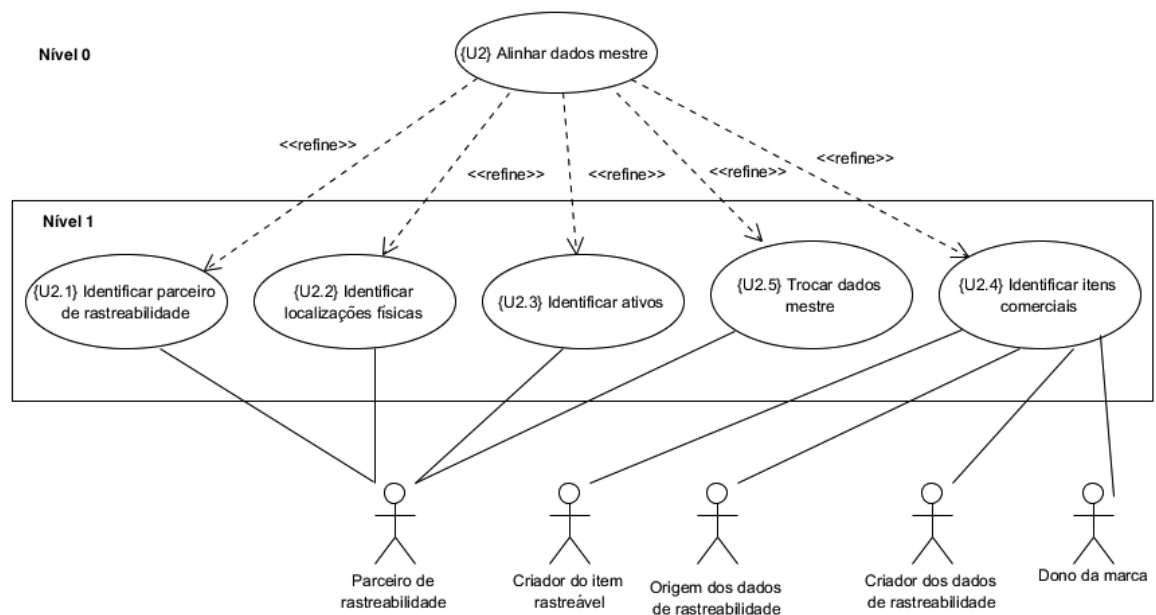 Nível 0
{U2} Alinhar dados mestre
<<refine>>
<<refine>>
<<refine>>
<<refine>>
<<refine>>
Nível 1
{U2.1} Identificar parceiro
de rastreabilidade
{U2.2} Identificar
localizações físicas
{U2.3} Identificar ativos
{U2.5} Trocar dados
mestre
{U2.4} Identificar itens
comerciais
Parceiro de
rastreabilidade
Criador do item
rastreável
Origem dos dados
de rastreabilidade
Criador dos dados
de rastreabilidade
Dono da marca